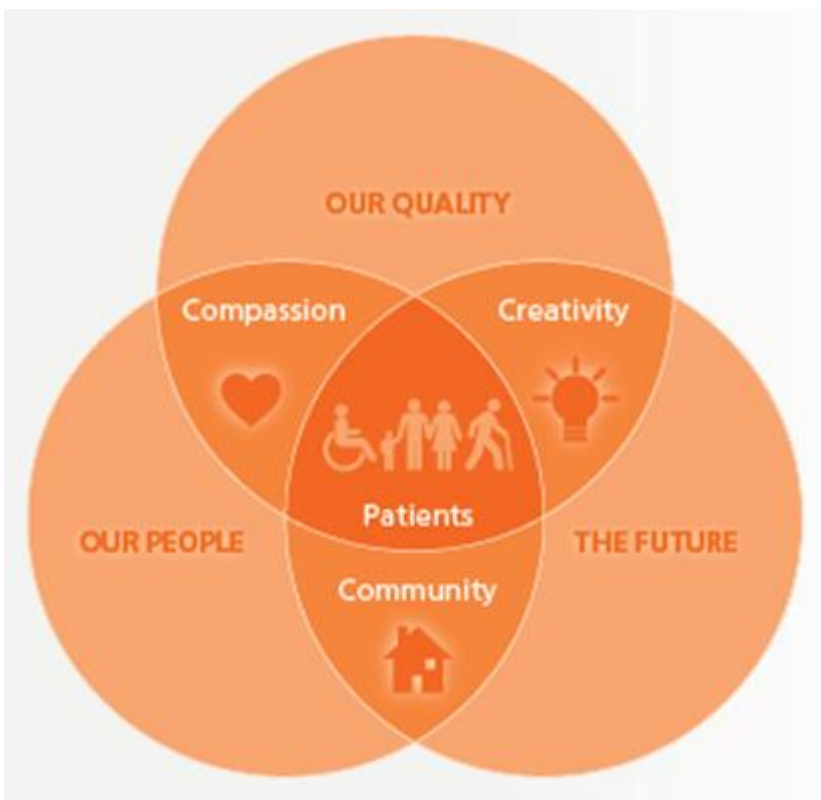 OUR QUALITY
Compassion
Creativity
Patients
OUR PEOPLE
THE FUTURE
Community